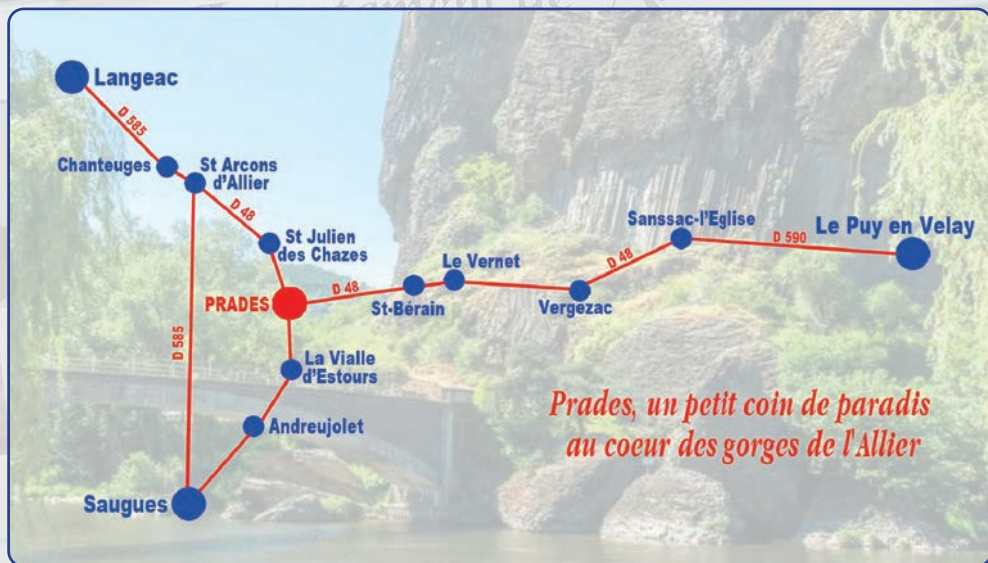 Langeac
D 585
Chanteuges
St Arcons
d'Allier
D 48
St Julien
des Chazes
Sanssac-l'Eglise
Le Puy en Velay
D 590
D 48
Le Vernet
PRADES
D 48
St-Bérain
Vergezac
D 585
La Vialle
d'Estours
Andreujolet
Prades, un petit coin de paradis
au coeur des gorges de l'Allier
Saugues